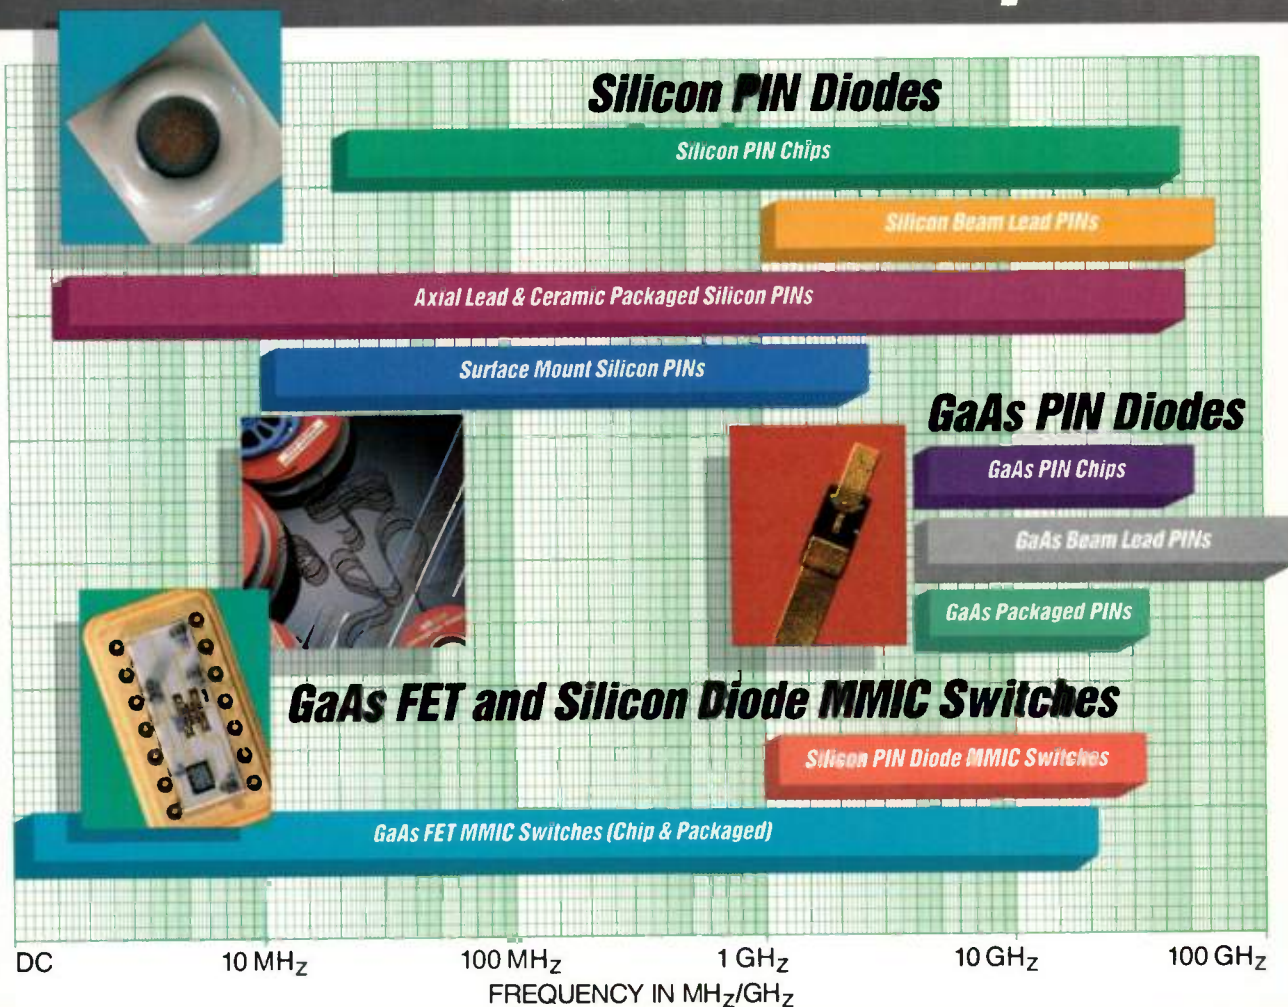 Silicon PIN Diodes
Silicon PIN Chips
Silicon Beam Lead PINs
Axial Lead & Ceramic Packaged Silicon PINs
Surface Mount Silicon PINs
GaAs PIN Diodes
GaAs PIN Chips
GaAs Beam Lead PINs
GaAs Packaged PINs
GaAs FET and Silicon Diode MMIC Switches
Silicon PIN Diode MMIC Switches
GaAs FET MMIC Switches (Chip & Packaged)
DC 10 MHz 100 MHz 1 GHz 10 GHz 100 GHz
FREQUENCY IN MHz/GHz